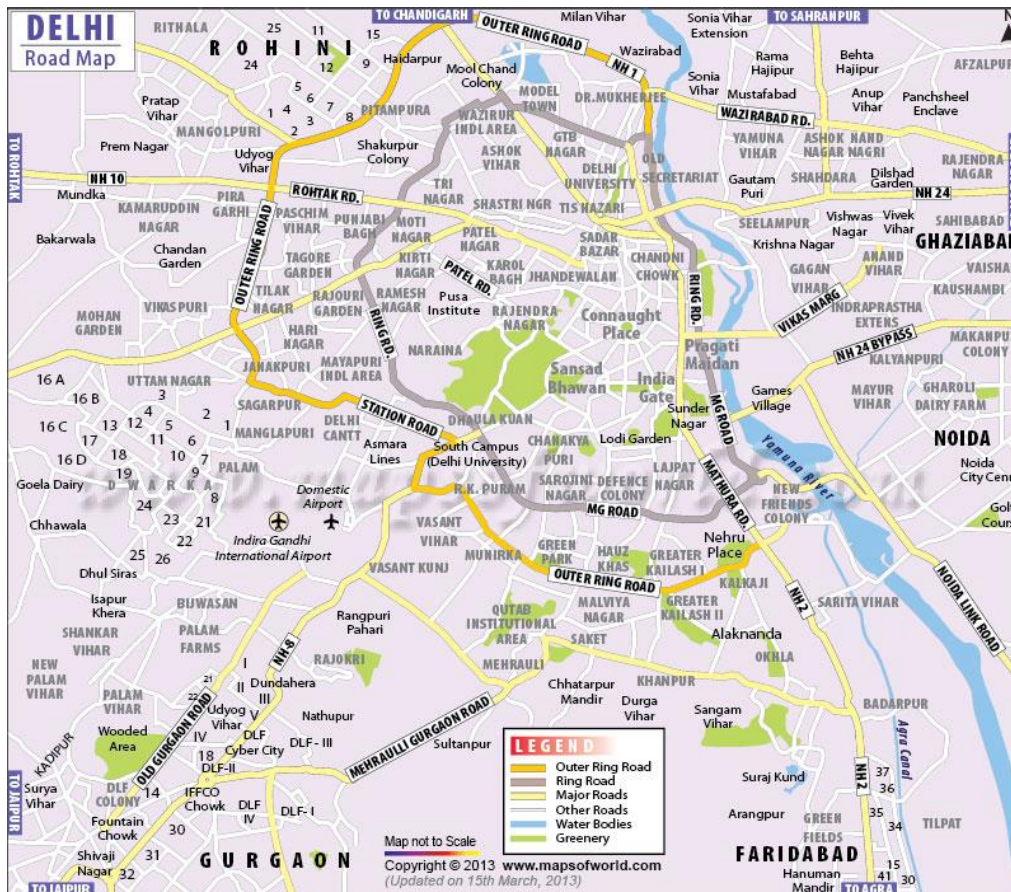 DELHI
Road Map
TO CHANDIGARH
TO SAHRANPUR
TO ROHTAK
TO JAIPUR
TO JAIPUR
TO AGRA
RITHALA
25
11
15
ROHINI
24
12
9
Haidarpur
6
5
7
4
3
8
1
2
PITAMPURA
OUTER RING ROAD
NH 1
Milan Vihar
Sonia Vihar
Extension
Wazirabad
Rama
Hajipur
Behta
Hajipur
AFZALPUR
Mool Chand
Colony
MODEL
TOWN
DR.MUKHERJEE
Sonia
Vihar
Mustafabad
Anup
Vihar
Panchsheel
Enclave
Pratap
Vihar
MANGOLPURI
WAZIRUR
INDL AREA
WAZIRABAD RD.
Prem Nagar
Udyog
Vihar
Shakurpur
Colony
ASHOK
VIHAR
GTB
NAGAR
DELHI
UNIVERSITY
OLD
SECRETARIAT
YAMUNA
VIHAR
ASHOK
NAGAR
NAND
NAGRI
RAJENDRA
NAGAR
NH 10
Mundka
ROHTAK RD.
TRI
NAGAR
Gautam
Puri
SHAHDARA
Dilshad
Garden
NH 24
KAMARUDDIN
NAGAR
PIRA
GARHI
PASCHIM
VIHAR
PUNJABI
BAGH
MOTI
NAGAR
SHASTRI NGR
TIS HAZARI
SEELAMPUR
Vishwas
Nagar
Vivek
Vihar
SAHIBABAD
Bakarwala
Chandan
Garden
OUTER RING ROAD
TAGORE
GARDEN
KIRTI
NAGAR
PATEL
NAGAR
SADAR
BAZAR
CHANDNI
CHOWK
Krishna Nagar
GHAZIABAD
ANAND
VIHAR
VAISHA
PATEL RD.
KAROL
BAGH
JHANDEWALAN
GAGAN
VIHAR
KAUSHAMBI
VIKASPURI
TILAK
NAGAR
RAJOURI
GARDEN
RAMESH
NAGAR
Pusa
Institute
RAJENDRA
NAGAR
Connaught
Place
RING RD.
VIKAS MARG
INDRAPRASTHA
EXTENS
MOHAN
GARDEN
HARI
NAGAR
RING RD.
NARAINA
Pragati
Maidan
NH 24 BYPASS
MAKANPU
COLONY
JANAKPURI
MAYAPURI
INDL AREA
Sansad
Bhawan
India
Gate
KALYANPURI
16 A
UTTAM NAGAR
SAGARPUR
STATION ROAD
DHAULA KUAN
Games
Village
MAYUR
VIHAR
GHAROLI
DAIRY FARM
16 B
3
4
2
13
12
5
1
MANGLAPURI
DELHI
CANTT
Asmara
Lines
South Campus
(Delhi University)
CHANAKYA
PURI
Lodi Garden
Sunder
Nagar
MG ROAD
16 C
17
11
6
NOIDA
16 D
18
10
7
19
9
PALAM
Yamuna River
Goela Dairy
DWARKA
8
SAROJINI
NAGAR
DEFENCE
COLONY
LAJPAT
NAGAR
MATHURA RD.
Noida
City Cent
24
Domestic
Airport
R.K. PURAM
MG ROAD
NEW
FRIENDS
COLONY
Golf
Cours
Chhawala
23
21
22
Indira Gandhi
International Airport
VASANT
VIHAR
MUNIRKA
GREEN
PARK
HAUZ
KHAS
GREATER
KAILASH I
Nehru
Place
25
26
Dhul Siras
VASANT KUNJ
OUTER RING ROAD
KALKAJI
NOIDA LINK ROAD
Isapur
Khera
BIJWASAN
Rangpuri
Pahari
QUTAB
INSTITUTIONAL
AREA
MALVIYA
NAGAR
GREATER
KAILASH II
NH 2
SARITA VIHAR
SHANKAR
VIHAR
PALAM
FARMS
NH-8
RAJOKRI
SAKET
Alaknanda
OKHLA
NEW
PALAM
VIHAR
21
I
MEHRAULI
KHANPUR
PALAM
VIHAR
22
II
Dundahera
III
Chhatarpur
Mandir
Durga
Vihar
Sangam
Vihar
BADARPUR
Wooded
Area
OLD GURGAON ROAD
Udyog
Vihar
V
Nathupur
MEHRAULLI GURGAON ROAD
KADIPUR
IV
DLF
Cyber City
DLF- III
Sultanpur
Agra Canal
18
DLF-II
Suraj Kund
37
36
Surya
Vihar
DLF
COLONY
14
IFFCO
Chowk
DLF
IV
DLF- I
NH2
Arangpur
35
34
Fountain
Chowk
30
GREEN
FIELDS
TILPAT
Shivaji
Nagar
31
32
GURGAON
FARIDABAD
Hanuman
Mandir
15
41
30
LEGEND
Outer Ring Road
Ring Road
Major Roads
Other Roads
Water Bodies
Greenery
Map not to Scale
Copyright © 2013 www.mapsofworld.com
(Updated on 15th March, 2013)